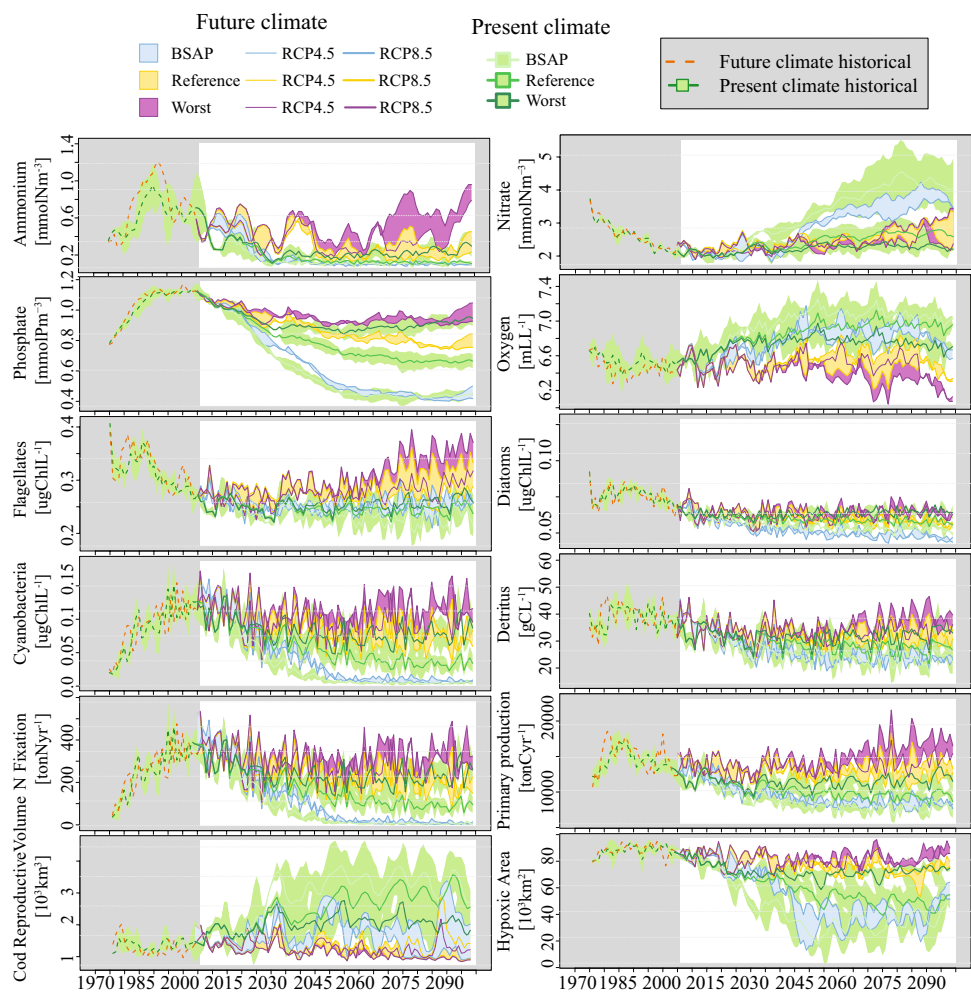 Future climate
BSAP RCP4.5 RCP8.5
Reference RCP4.5 RCP8.5
Worst RCP4.5 RCP8.5
Present climate
BSAP
Reference
Worst
Future climate historical
Present climate historical
Ammonium
[mmolNm⁻³]
0.2 0.6 1.0 1.4
Nitrate
[mmolNm⁻³]
2 3 4 5
Phosphate
[mmolPm⁻³]
0.4 0.6 0.8 1.0 1.2
Oxygen
[mLL⁻¹]
6.2 6.6 7.0 7.4
Flagellates
[ugChlL⁻¹]
0.2 0.3 0.4
Diatoms
[ugChlL⁻¹]
0.05 0.10
Cyanobacteria
[ugChlL⁻¹]
0.0 0.05 0.1 0.15
Detritus
[gCL⁻¹]
20 30 40 50 60
N Fixation
[tonNyr⁻¹]
0 200 400
Primary production
[tonCyr⁻¹]
10000 20000
Cod Reproductive Volume
[10³km³]
1 2 3
Hypoxic Area
[10³km²]
0 20 40 60 80
1970 1985 2000 2015 2030 2045 2060 2075 2090
1970 1985 2000 2015 2030 2045 2060 2075 2090